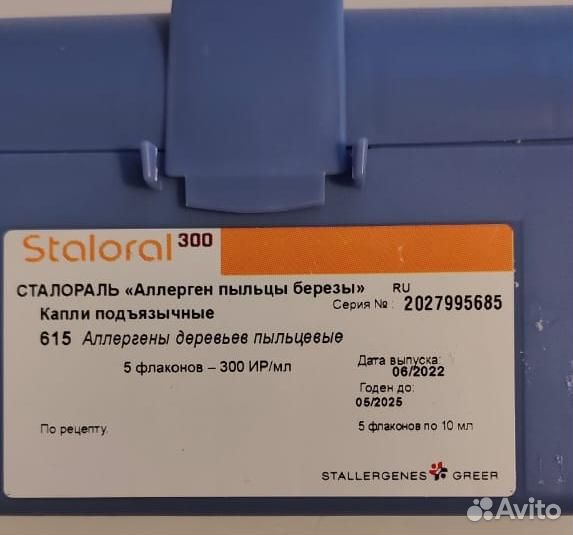 Staloral 300
СТАЛОРАЛЬ «Аллерген пыльцы березы» RU
Капли подъязычные Серия № : 2027995685
615 Аллергены деревьев пыльцевые
5 флаконов – 300 ИР/мл
Дата выпуска:
06/2022
Годен до:
05/2025
По рецепту. 5 флаконов по 10 мл
STALLERGENES GREER
Avito